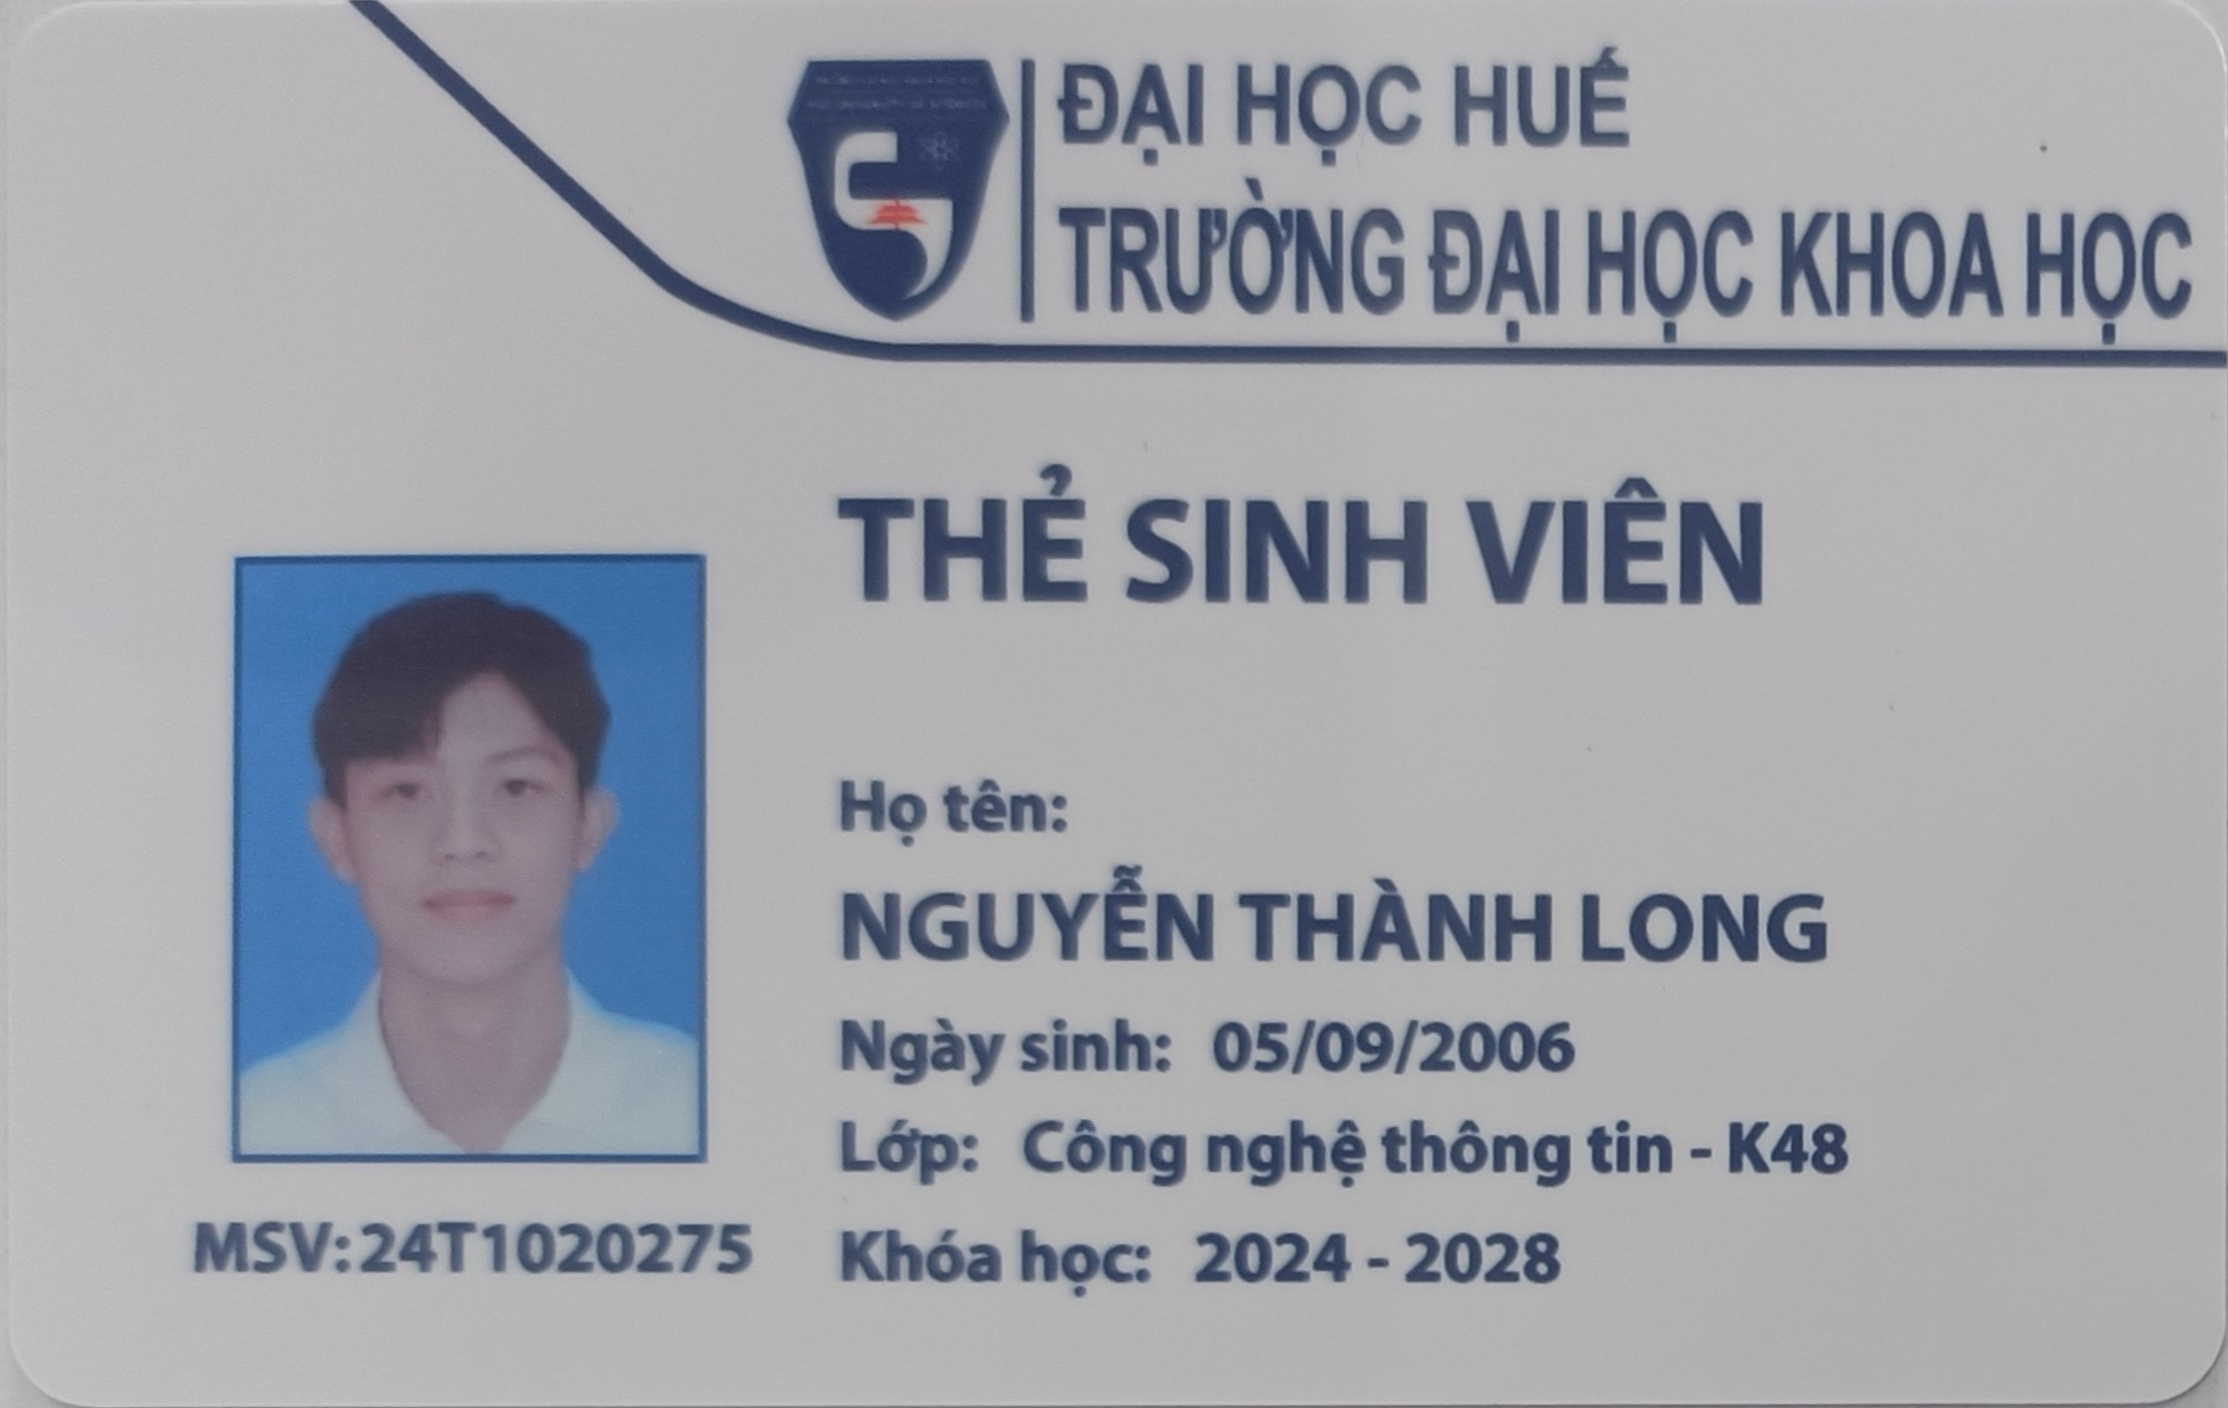 ĐẠI HỌC HUẾ
TRƯỜNG ĐẠI HỌC KHOA HỌC
THẺ SINH VIÊN
Họ tên:
NGUYỄN THÀNH LONG
Ngày sinh: 05/09/2006
Lớp: Công nghệ thông tin - K48
Khóa học: 2024 - 2028
MSV: 24T1020275